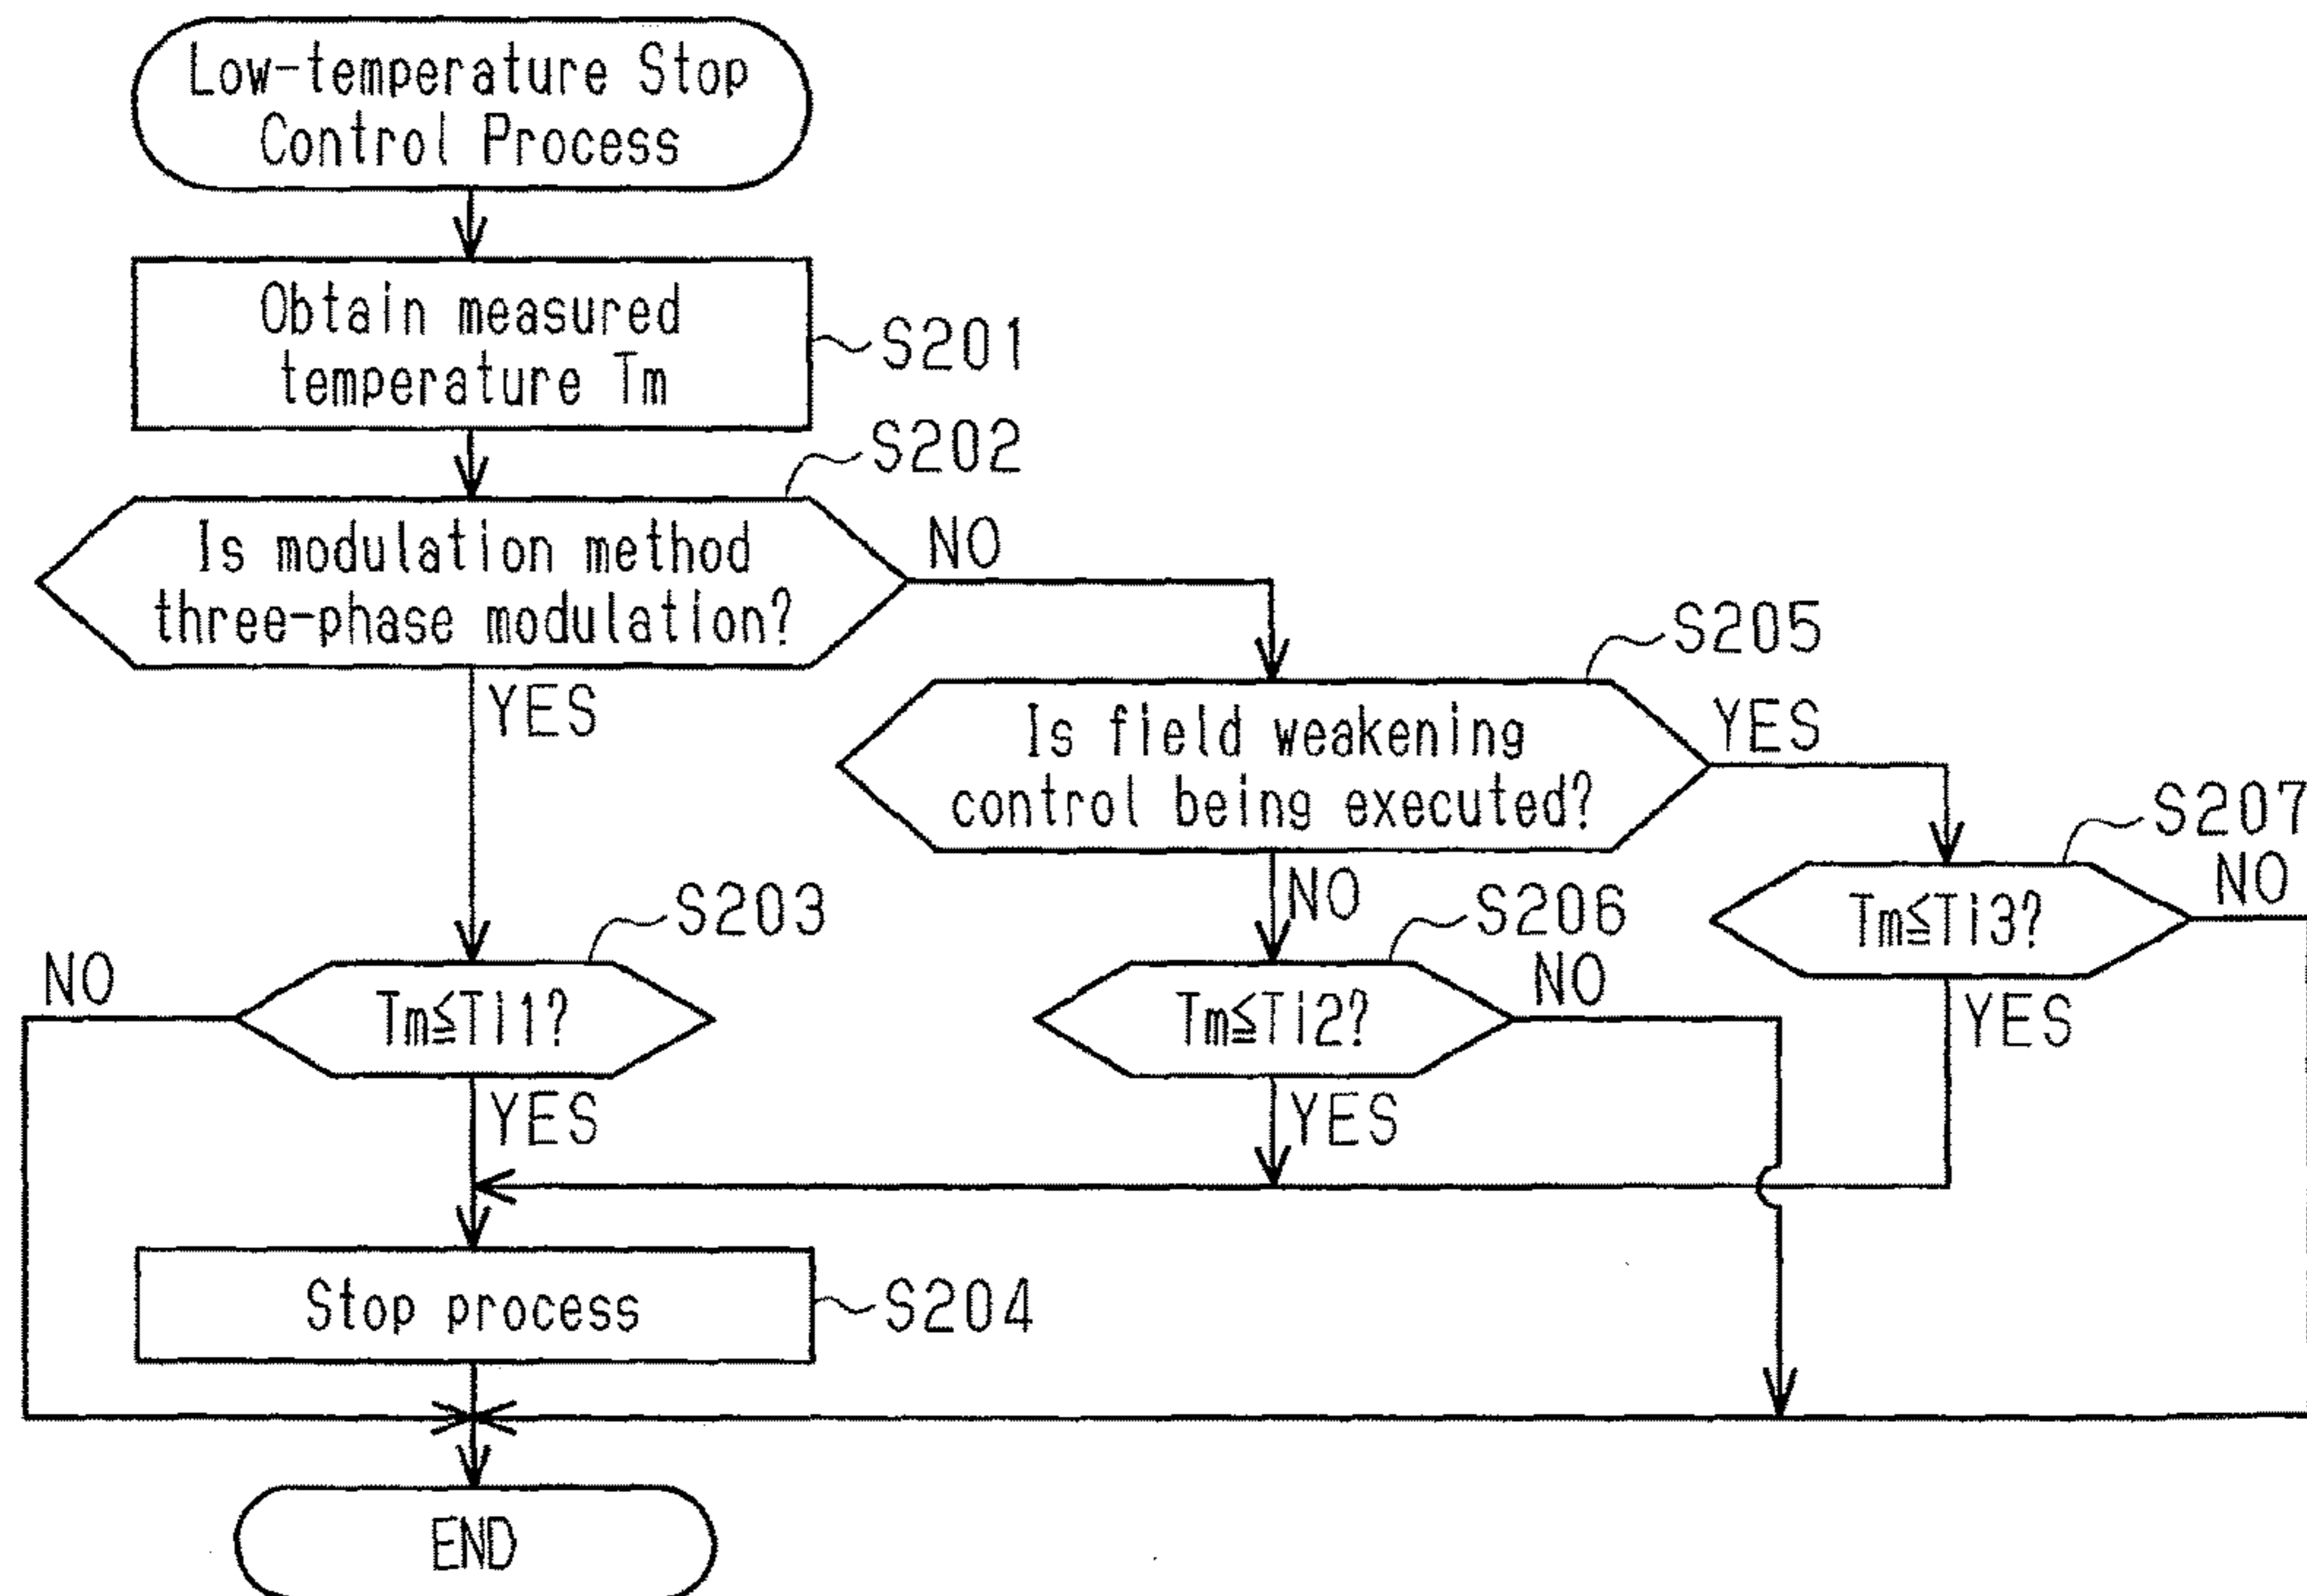 Low-temperature Stop
Control Process
Obtain measured
temperature Tm
S201
S202
Is modulation method
three-phase modulation?
NO
YES
S205
Is field weakening
control being executed?
YES
NO
S207
Tm≦Ti3?
NO
YES
S203
Tm≦Ti1?
NO
YES
S206
Tm≦Ti2?
NO
YES
Stop process
S204
END